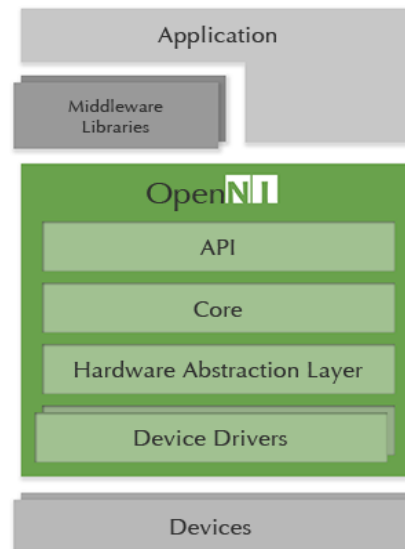 Application
Middleware
Libraries
OpenNI
API
Core
Hardware Abstraction Layer
Device Drivers
Devices